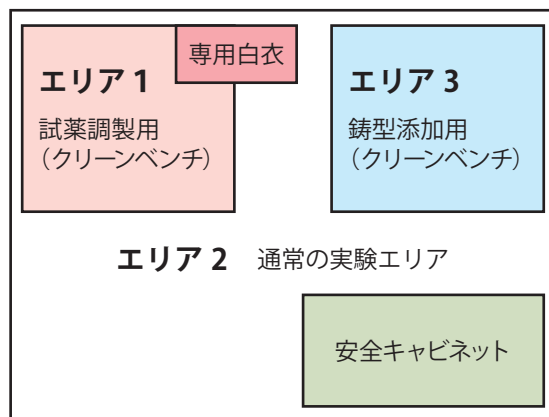 専用白衣
エリア 1
試薬調製用
（クリーンベンチ）
エリア 3
鋳型添加用
（クリーンベンチ）
エリア 2 通常の実験エリア
安全キャビネット